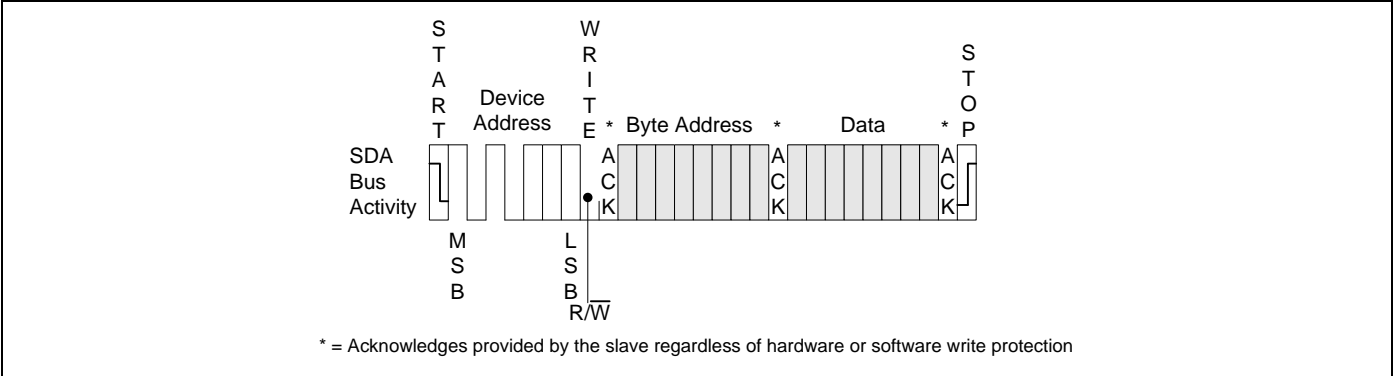 START
WRITE
STOP
Device
Address
* Byte Address * Data *
SDA
Bus
Activity
ACK
ACK
ACK
MSB
LSB
R/W̅
* = Acknowledges provided by the slave regardless of hardware or software write protection